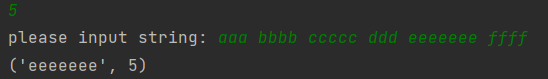 5
please input string: aaa bbbb ccccc ddd eeeeeee ffff
('eeeeeee', 5)